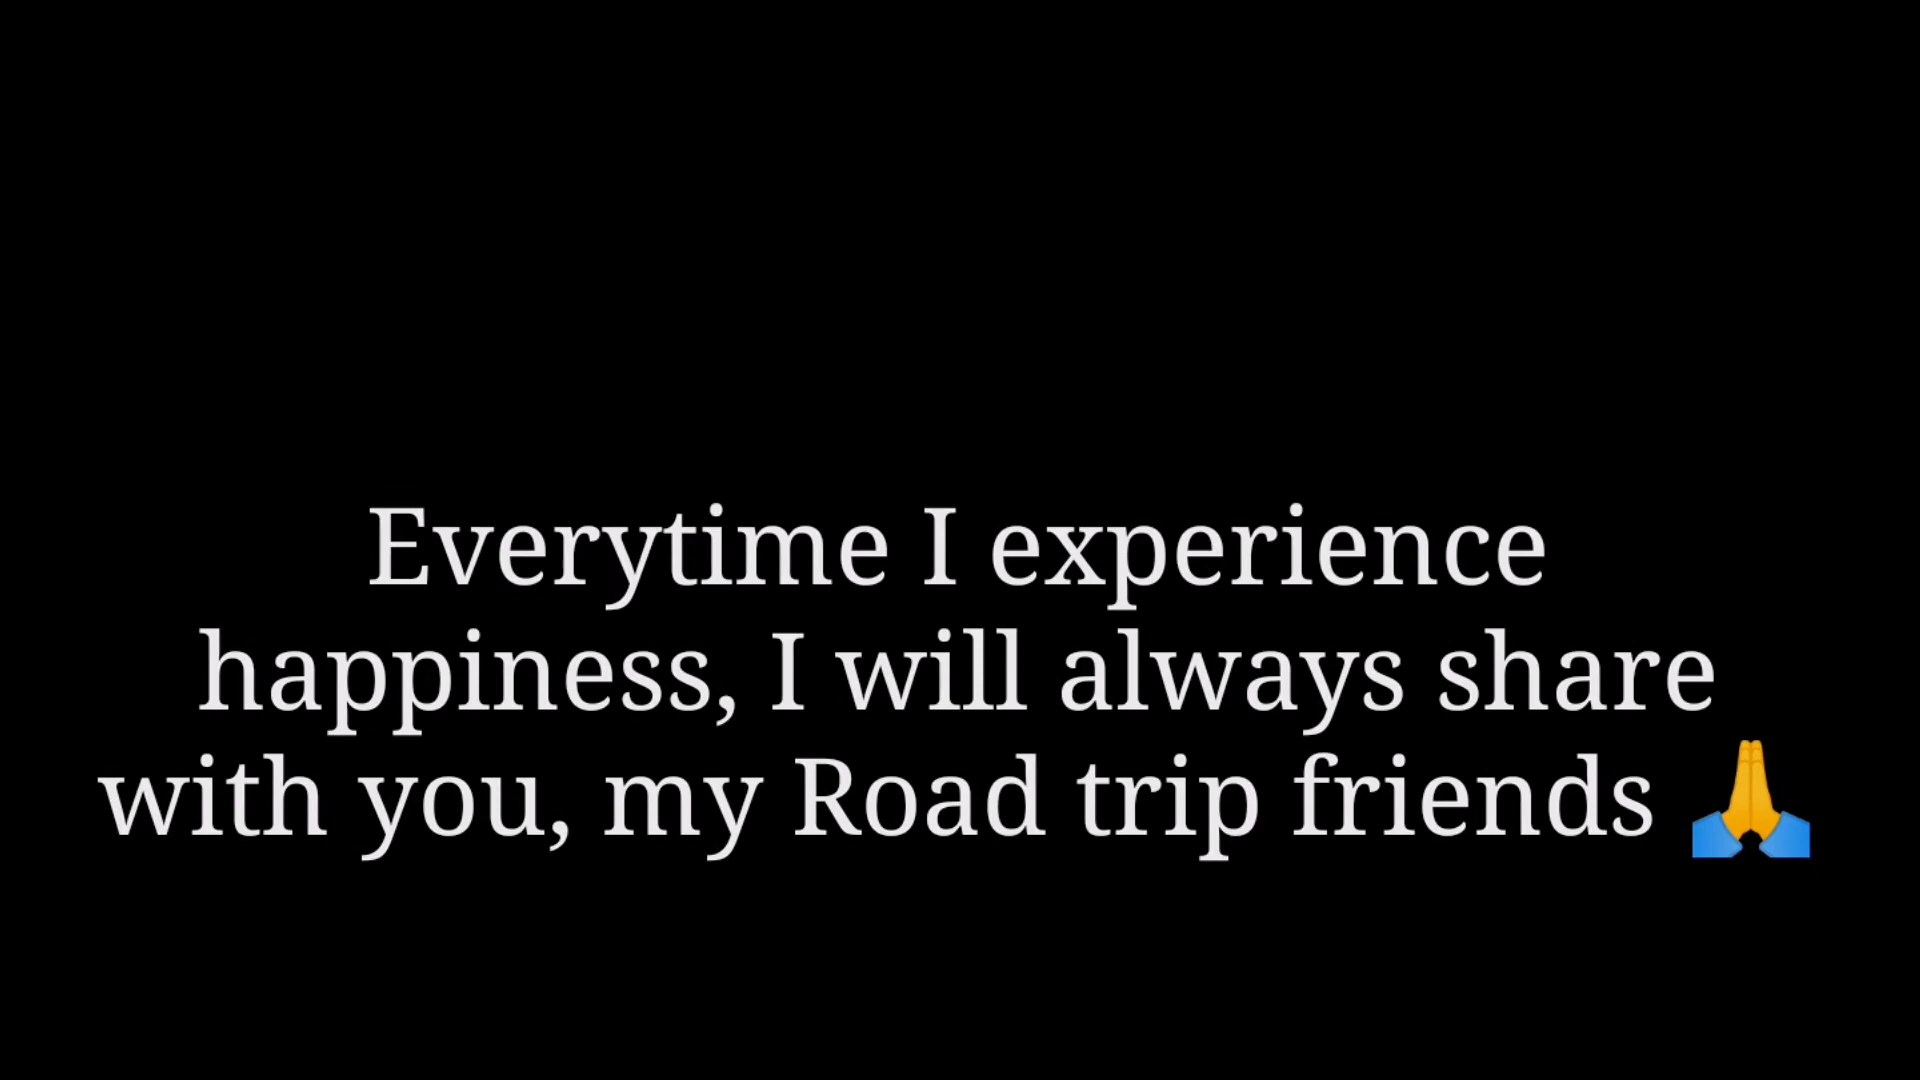 Everytime I experience
happiness, I will always share
with you, my Road trip friends 🙏